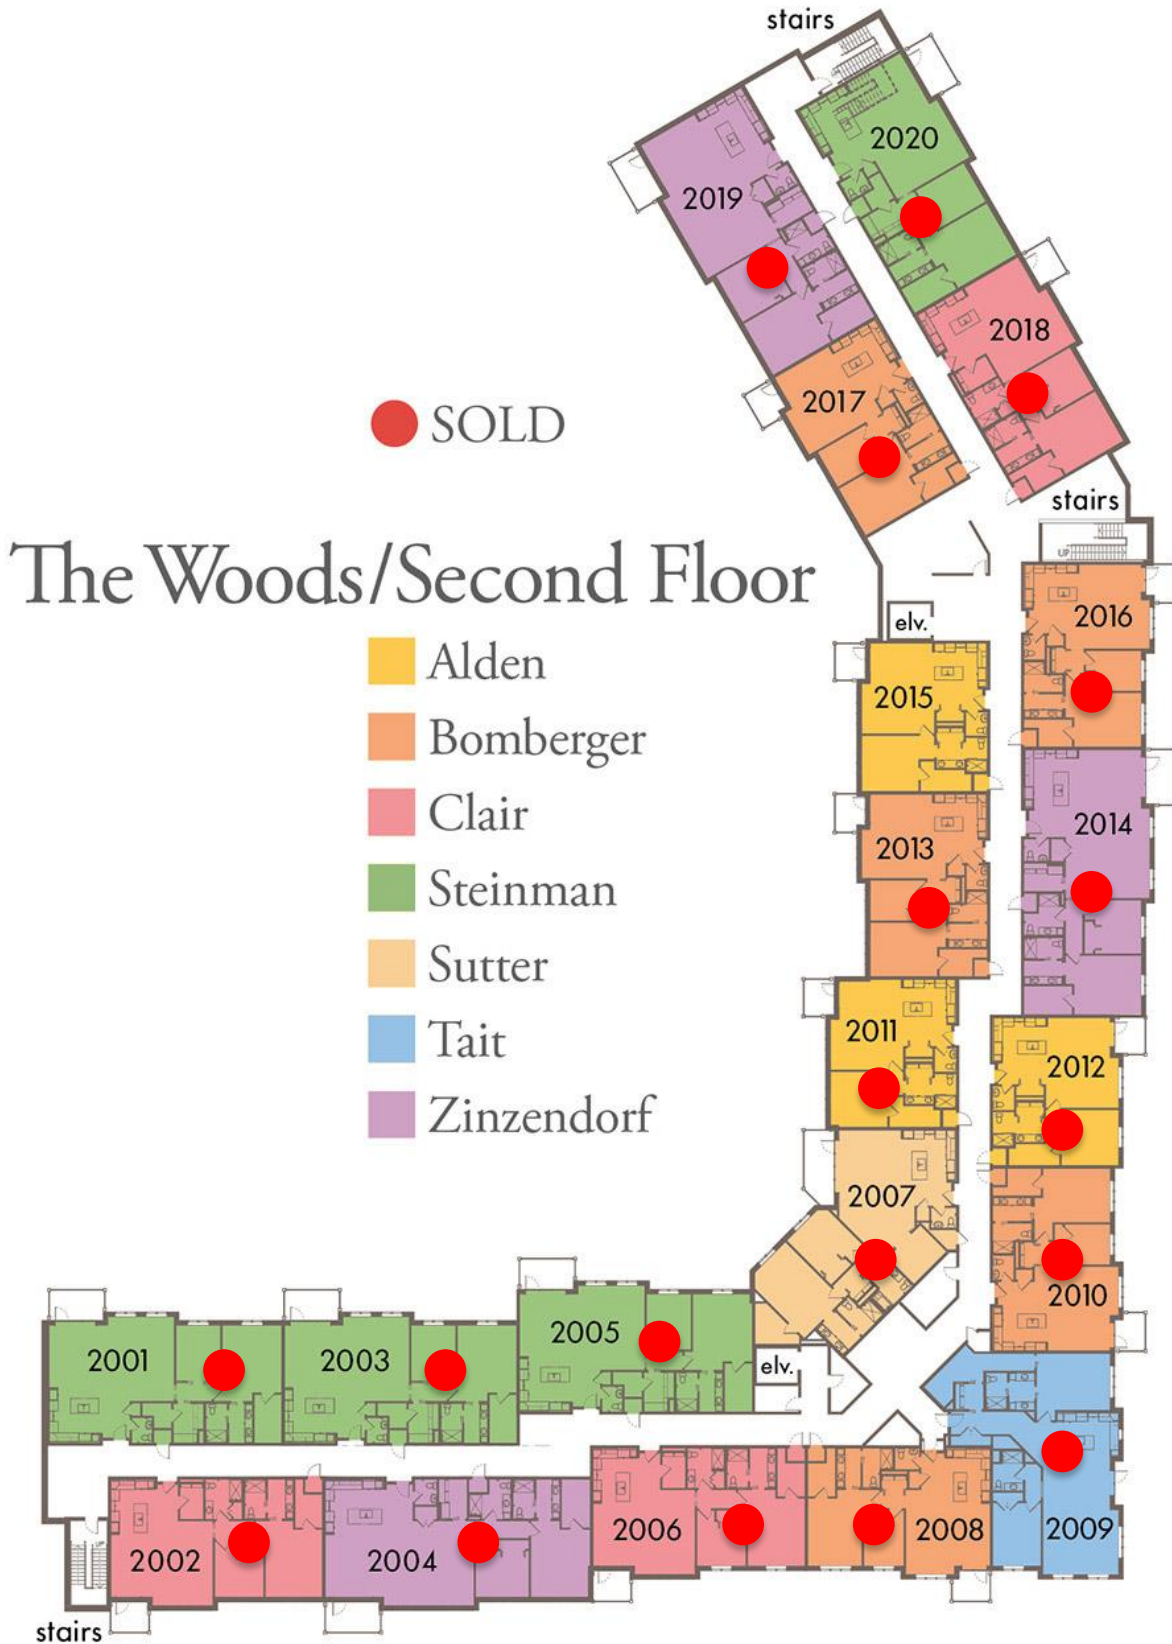 stairs
2020
2019
2018
2017
SOLD
stairs
UP
The Woods/Second Floor
2016
elv.
Alden
2015
Bomberger
Clair
2014
2013
Steinman
Sutter
2011
Tait
2012
Zinzendorf
2007
2010
2005
2001
2003
elv.
2006
2008
2009
2002
2004
stairs